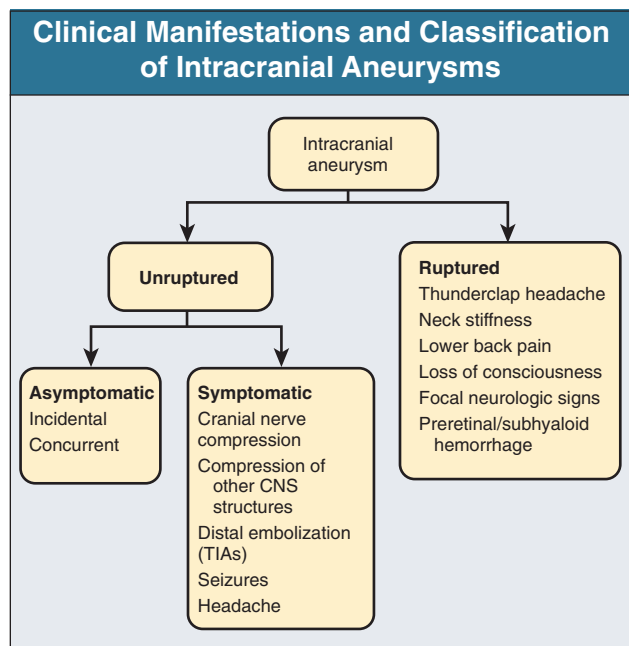 Clinical Manifestations and Classification
of Intracranial Aneurysms
Intracranial
aneurysm
Unruptured
Ruptured
Thunderclap headache
Neck stiffness
Lower back pain
Loss of consciousness
Focal neurologic signs
Preretinal/subhyaloid
hemorrhage
Asymptomatic
Incidental
Concurrent
Symptomatic
Cranial nerve
compression
Compression of
other CNS
structures
Distal embolization
(TIAs)
Seizures
Headache